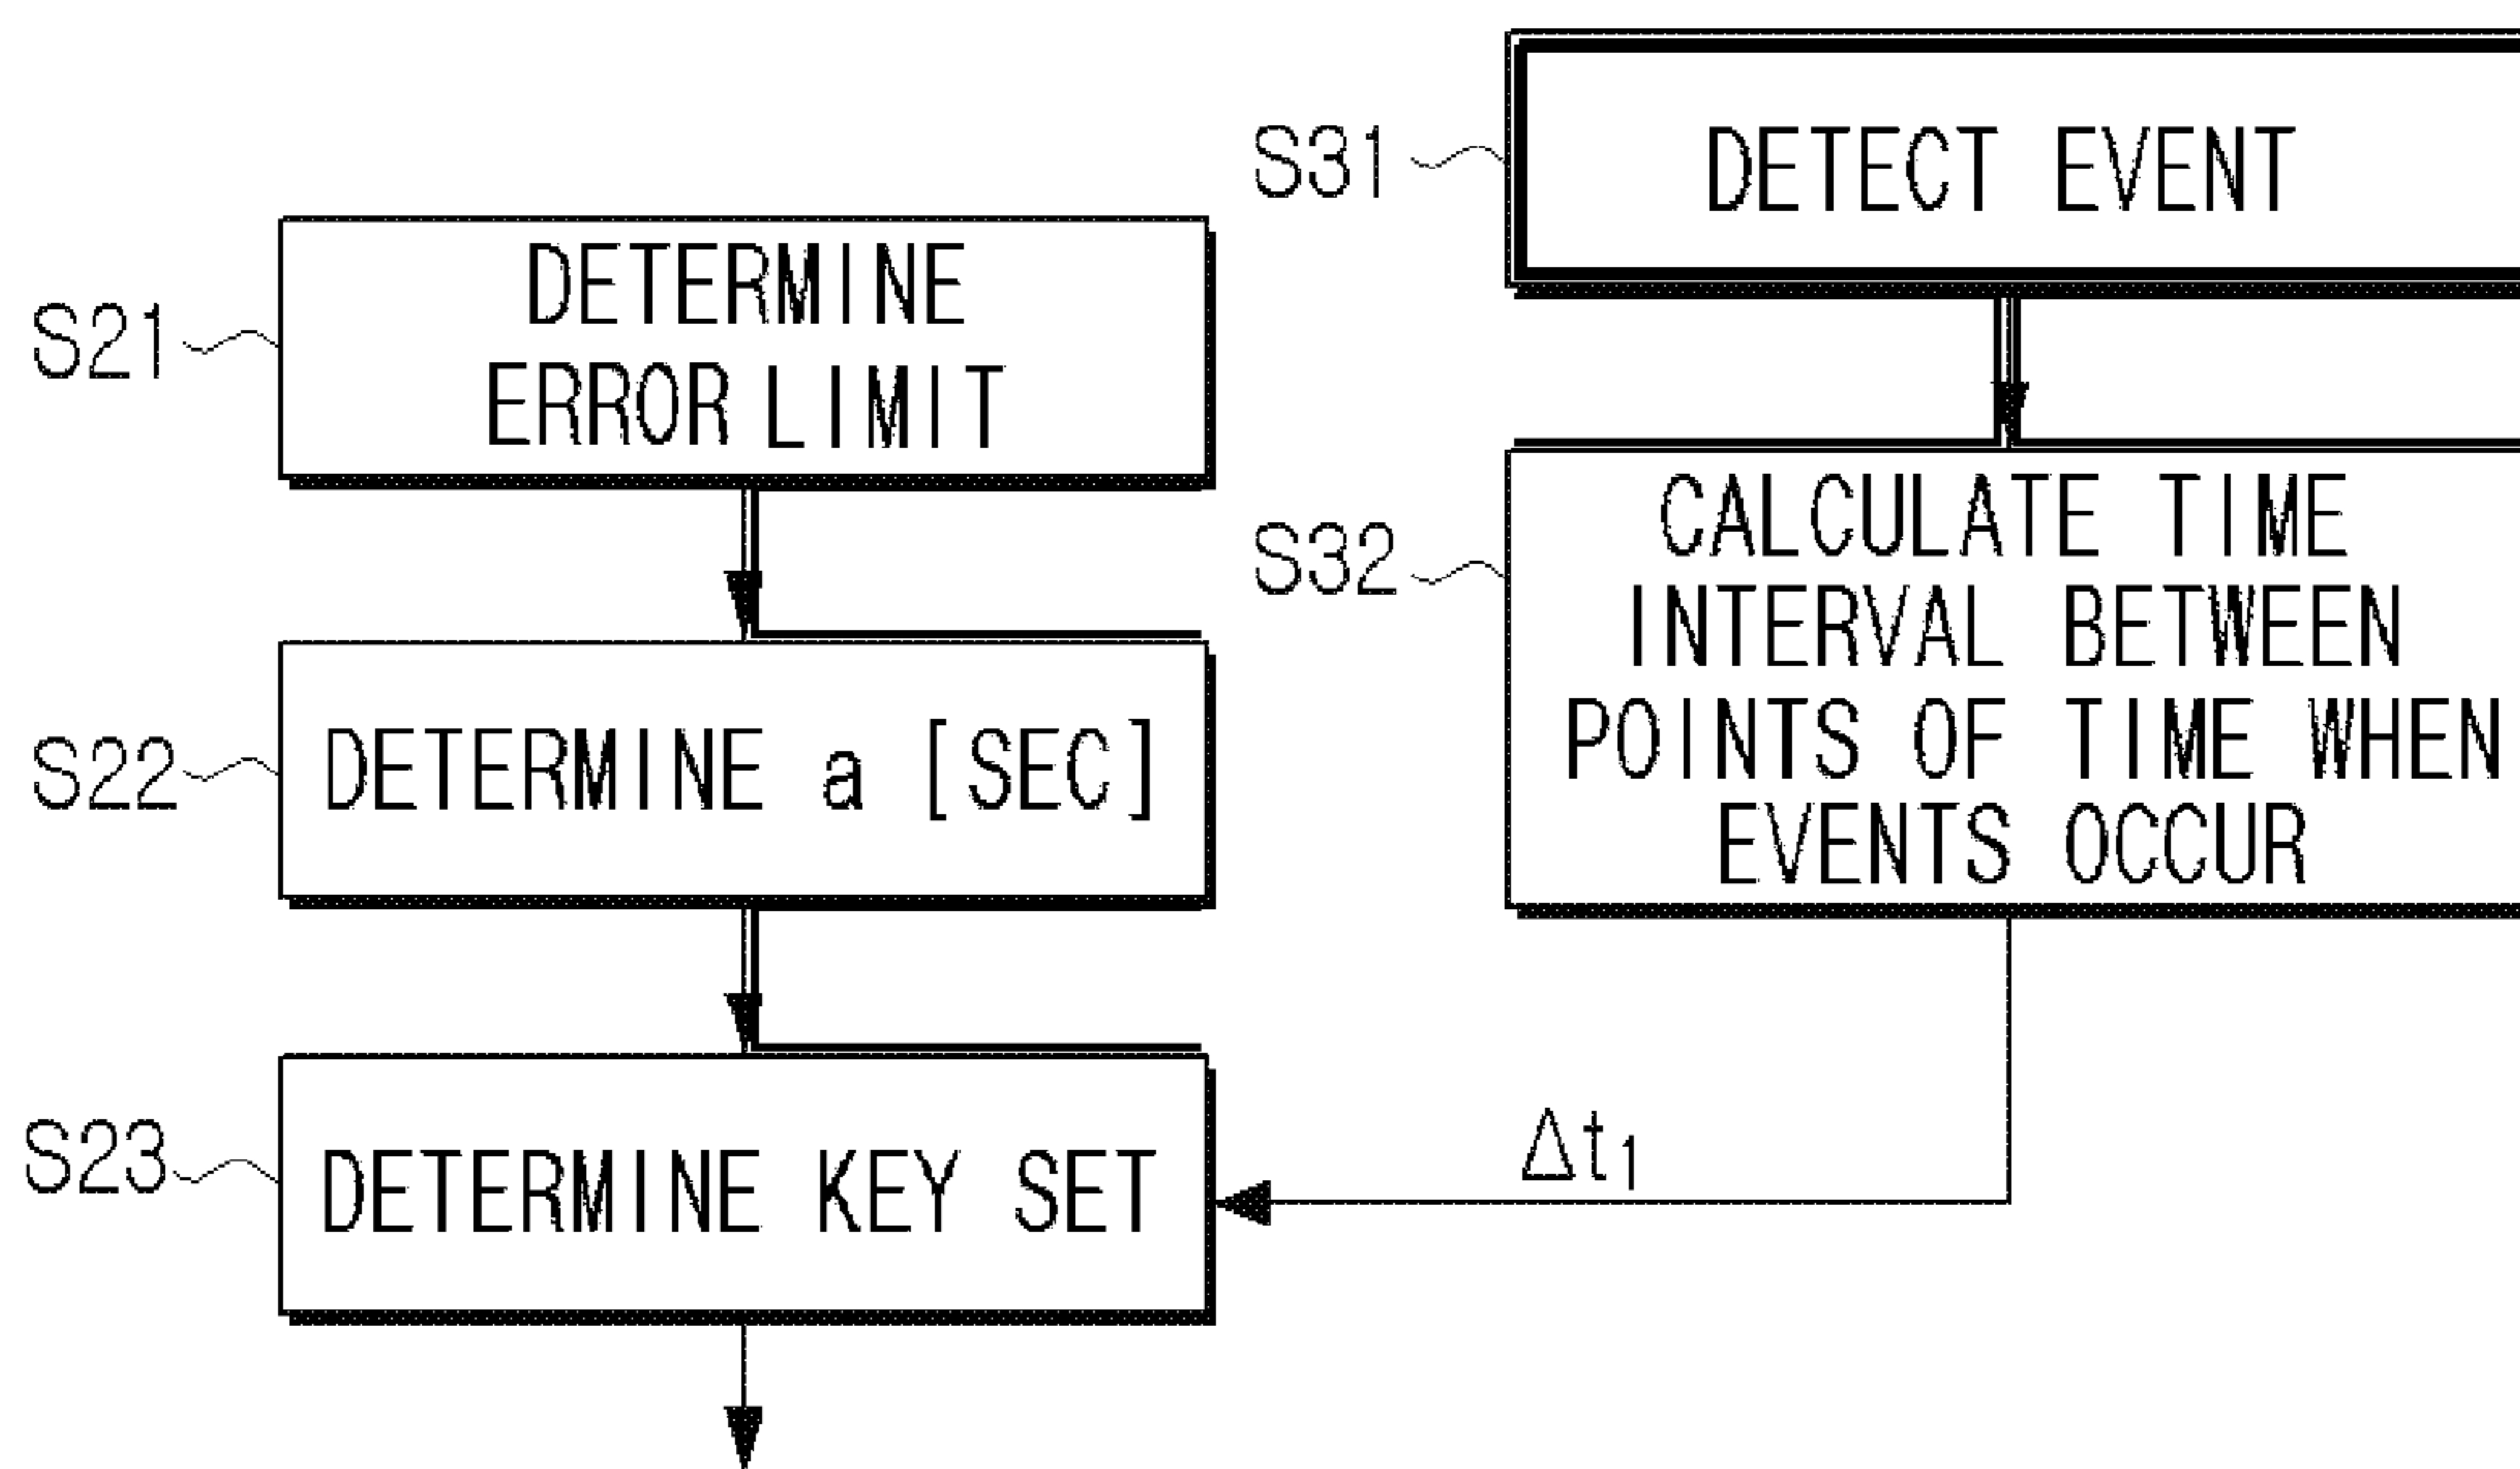 S21
DETERMINE
ERROR LIMIT
S22
DETERMINE a [SEC]
S23
DETERMINE KEY SET
S31
DETECT EVENT
S32
CALCULATE TIME
INTERVAL BETWEEN
POINTS OF TIME WHEN
EVENTS OCCUR
Δt₁